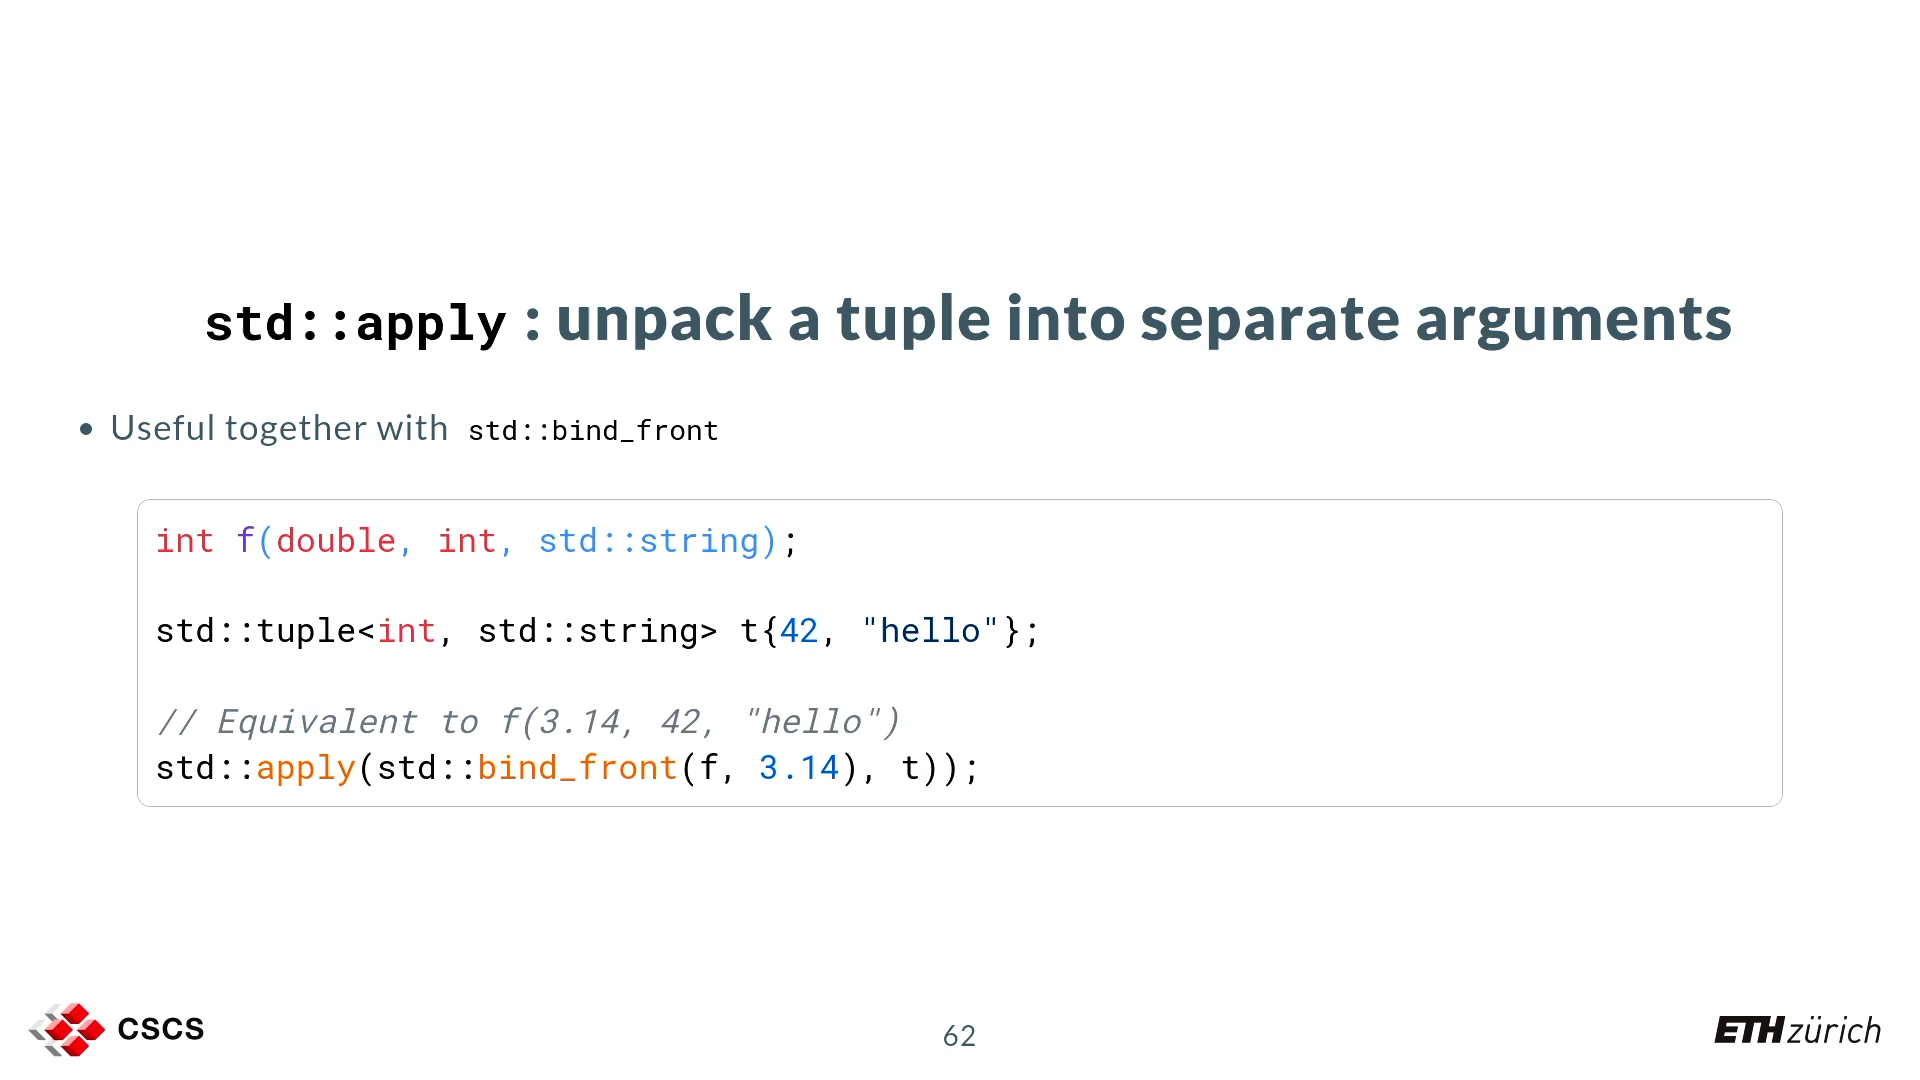 std::apply : unpack a tuple into separate arguments
• Useful together with std::bind_front
int f(double, int, std::string);
std::tuple<int, std::string> t{42, "hello"};
// Equivalent to f(3.14, 42, "hello")
std::apply(std::bind_front(f, 3.14), t));
CSCS
62
ETH zürich